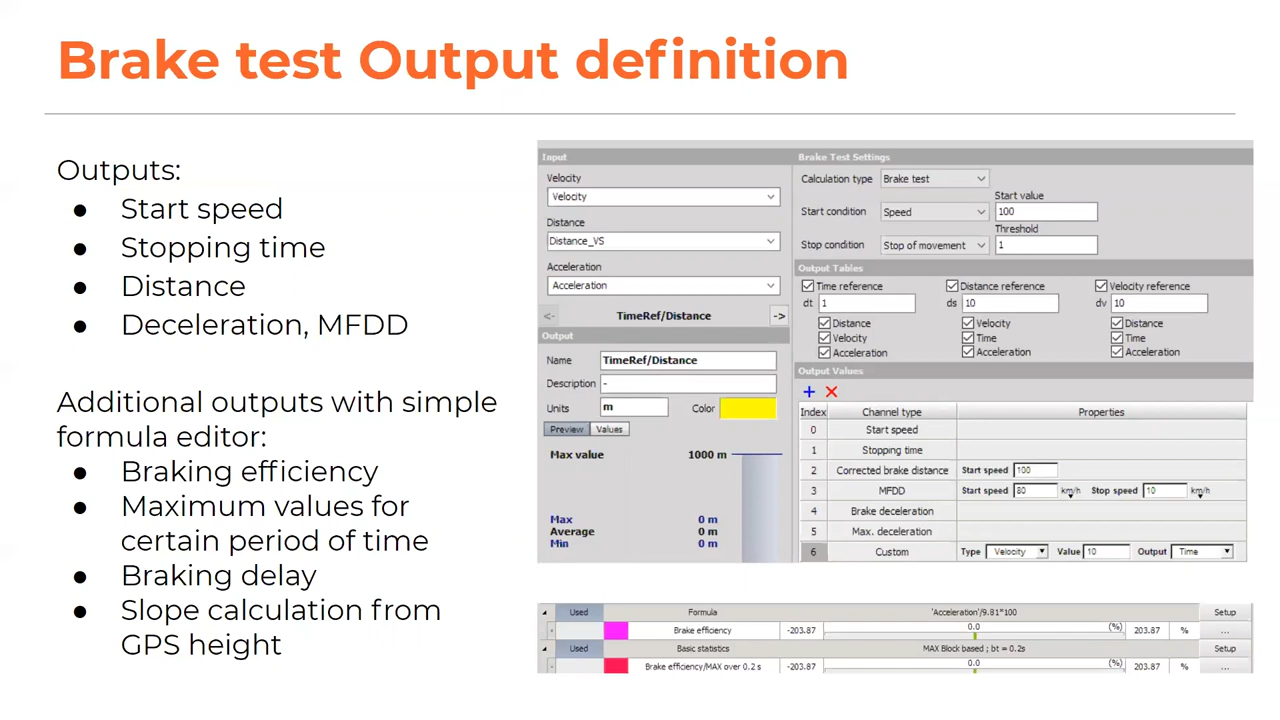 Brake test Output definition
Outputs:
● Start speed
● Stopping time
● Distance
● Deceleration, MFDD
Additional outputs with simple
formula editor:
● Braking efficiency
● Maximum values for
certain period of time
● Braking delay
● Slope calculation from
GPS height
Input
Velocity
Velocity
Distance
Distance_VS
Acceleration
Acceleration
<- TimeRef/Distance ->
Output
Name TimeRef/Distance
Description -
Units m Color
Preview Values
Max value 1000 m
Max 0 m
Average 0 m
Min 0 m
Brake Test Settings
Calculation type Brake test
Start value
Start condition Speed 100
Threshold
Stop condition Stop of movement 1
Output Tables
Time reference Distance reference Velocity reference
dt 1 ds 10 dv 10
Distance Velocity Distance
Velocity Time Time
Acceleration Acceleration Acceleration
Output Values
Index Channel type Properties
0 Start speed
1 Stopping time
2 Corrected brake distance Start speed 100
3 MFDD Start speed 80 km/h Stop speed 10 km/h
4 Brake deceleration
5 Max. deceleration
6 Custom Type Velocity Value 10 Output Time
Used Formula 'Acceleration'/9.81*100 Setup
- Brake efficiency -203.87 0.0 (%) 203.87 % ...
Used Basic statistics MAX Block based ; bt = 0.2s Setup
- Brake efficiency/MAX over 0.2 s -203.87 0.0 (%) 203.87 % ...